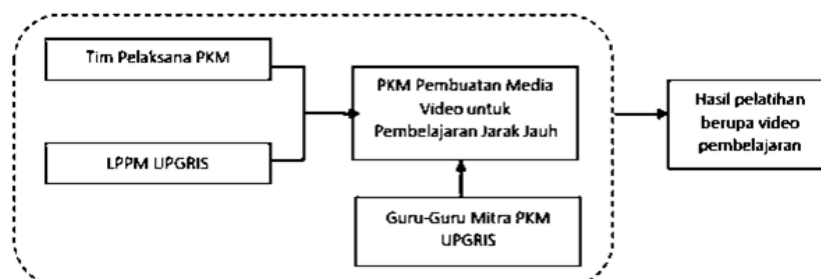 Tim Pelaksana PKM
LPPM UPGRIS
PKM Pembuatan Media
Video untuk
Pembelajaran Jarak Jauh
Guru-Guru Mitra PKM
UPGRIS
Hasil pelatihan
berupa video
pembelajaran